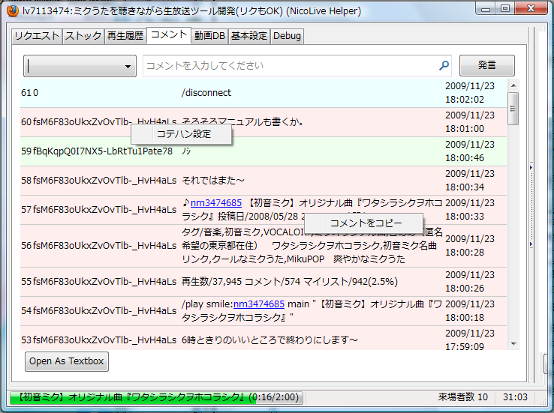 lv7113474:ミクうたを聴きながら生放送ツール開発(リクもOK) (NicoLive Helper)
リクエスト ストック 再生履歴 コメント 動画DB 基本設定 Debug
コメントを入力してください 発言
61 0 /disconnect 2009/11/23 18:02:02
60 fsM6F83oUkxZvOvTlb-_HvH4aLs そろそろマニュアルも書くか。 2009/11/23 18:01:00
コテハン設定
59 fBqKqpQ0I7NX5-LbRtTu1Pate78 ﾉｼ 2009/11/23 18:00:46
58 fsM6F83oUkxZvOvTlb-_HvH4aLs それではまた～ 2009/11/23 18:00:34
57 fsM6F83oUkxZvOvTlb-_HvH4aLs ♪nm3474685 【初音ミク】オリジナル曲『ワタシラシクヲホコラシク』投稿日/2008/05/28 2009/11/23 18:00:33
コメントをコピー
56 fsM6F83oUkxZvOvTlb-_HvH4aLs タグ/音楽,初音ミク,VOCALOI
希望の東京都在住） ワタシラシクヲホコラシク,初音ミク名曲
リンク,クールなミクうた,MikuPOP 爽やかなミクうた 2009/11/23 18:00:28
55 fsM6F83oUkxZvOvTlb-_HvH4aLs 再生数/37,945 コメント/574 マイリスト/942(2.5%) 2009/11/23 18:00:26
54 fsM6F83oUkxZvOvTlb-_HvH4aLs /play smile:nm3474685 main "【初音ミク】オリジナル曲『ワタシラシクヲホコラシク』" 2009/11/23 18:00:18
53 fsM6F83oUkxZvOvTlb-_HvH4aLs 6時ときりのいいところで終わりにします～ 2009/11/23 17:59:09
Open As Textbox
【初音ミク】オリジナル曲『ワタシラシクヲホコラシク』(0:16/2:00) 来場者数 10 31:03